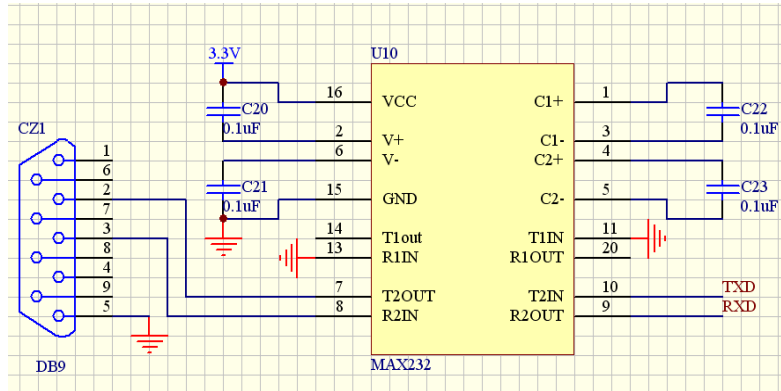 3.3V
U10
16 VCC C1+ 1
C20 C22
0.1uF 0.1uF
CZ1
2 V+ C1- 3
6 V- C2+ 4
1
6
C21 C23
0.1uF 0.1uF
15 GND C2- 5
2
7
14 T1out T1IN 11
3
13 R1IN R1OUT 20
8
4
7 T2OUT T2IN 10 TXD
9
8 R2IN R2OUT 9 RXD
5
DB9
MAX232